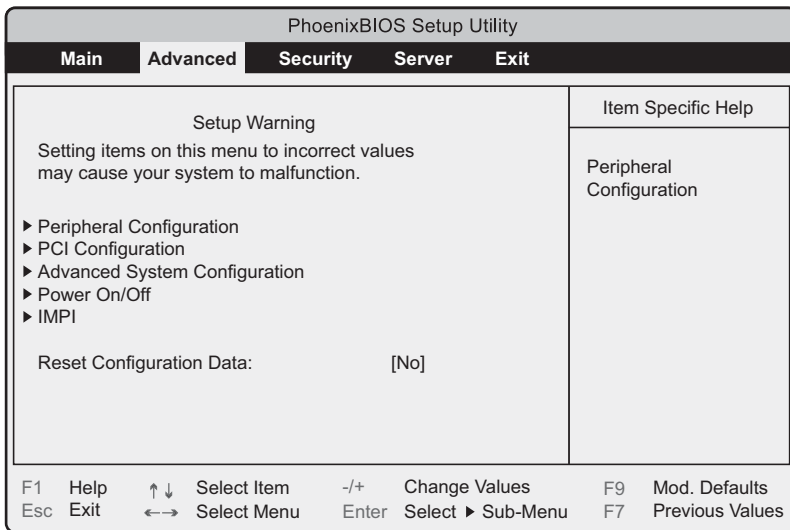 PhoenixBIOS Setup Utility
Main Advanced Security Server Exit
Setup Warning
Setting items on this menu to incorrect values
may cause your system to malfunction.
▶ Peripheral Configuration
▶ PCI Configuration
▶ Advanced System Configuration
▶ Power On/Off
▶ IMPI
Reset Configuration Data: [No]
Item Specific Help
Peripheral
Configuration
F1 Help ↑↓ Select Item -/+ Change Values F9 Mod. Defaults
Esc Exit ←→ Select Menu Enter Select ▶ Sub-Menu F7 Previous Values